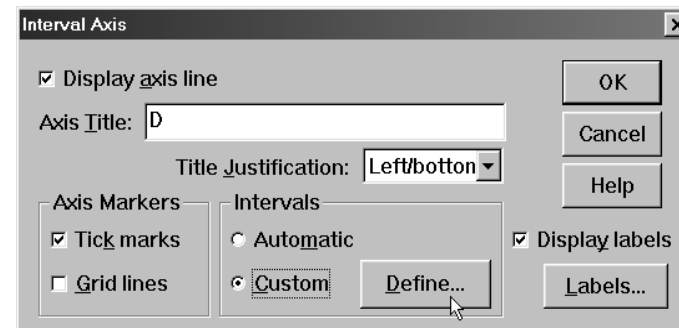 Interval Axis
Display axis line
OK
Axis Title: D
Cancel
Title Justification: Left/botton
Help
Axis Markers
Intervals
Tick marks
Automatic
Display labels
Grid lines
Custom
Define...
Labels...